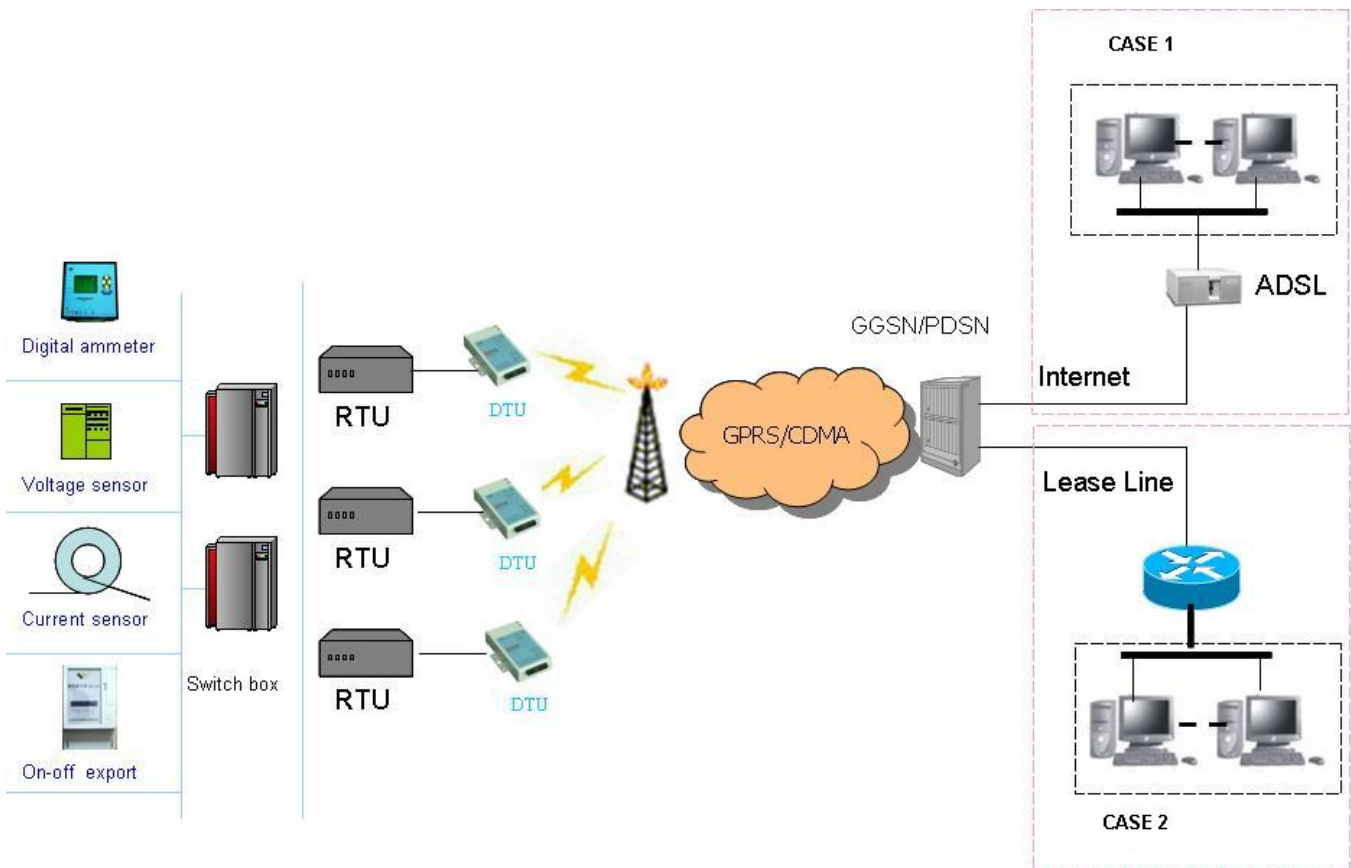 CASE 1
ADSL
GGSN/PDSN
Internet
Digital ammeter
RTU
DTU
GPRS/CDMA
Voltage sensor
Lease Line
RTU
DTU
Current sensor
Switch box
RTU
DTU
On-off export
CASE 2